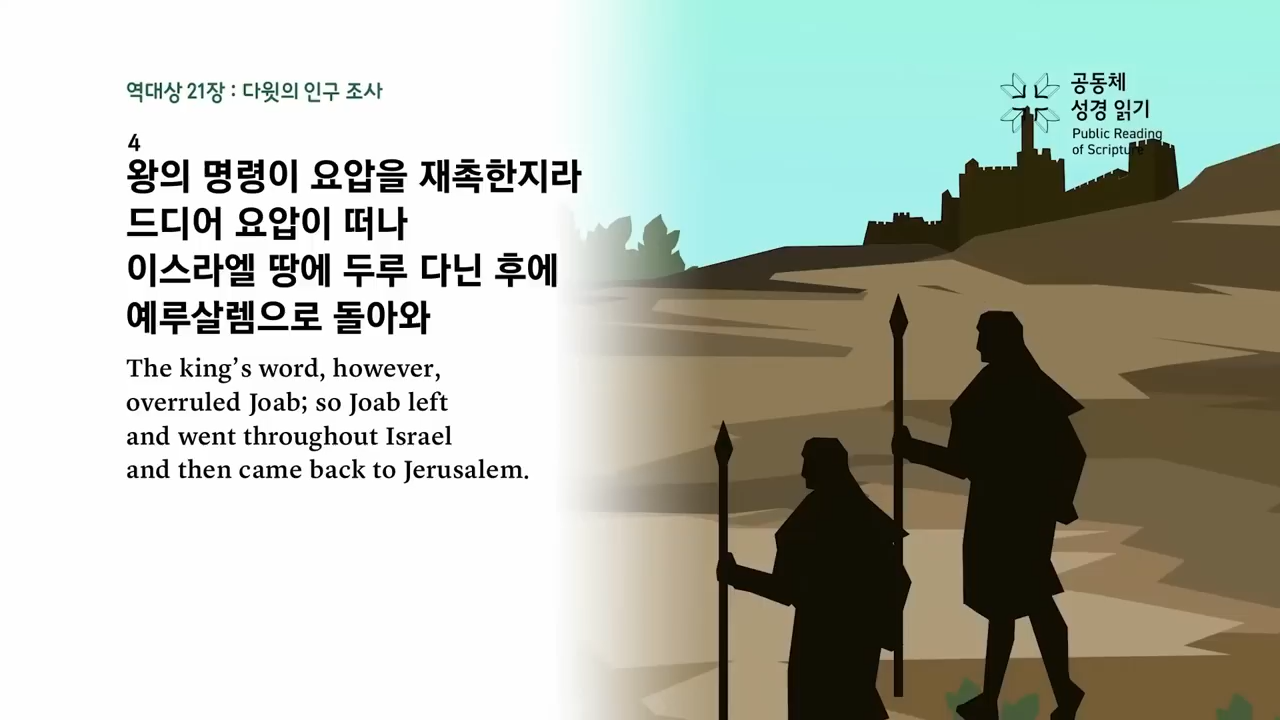 역대상 21장 : 다윗의 인구 조사
4
왕의 명령이 요압을 재촉한지라
드디어 요압이 떠나
이스라엘 땅에 두루 다닌 후에
예루살렘으로 돌아와
The king’s word, however,
overruled Joab; so Joab left
and went throughout Israel
and then came back to Jerusalem.
공동체
성경 읽기
Public Reading
of Scripture